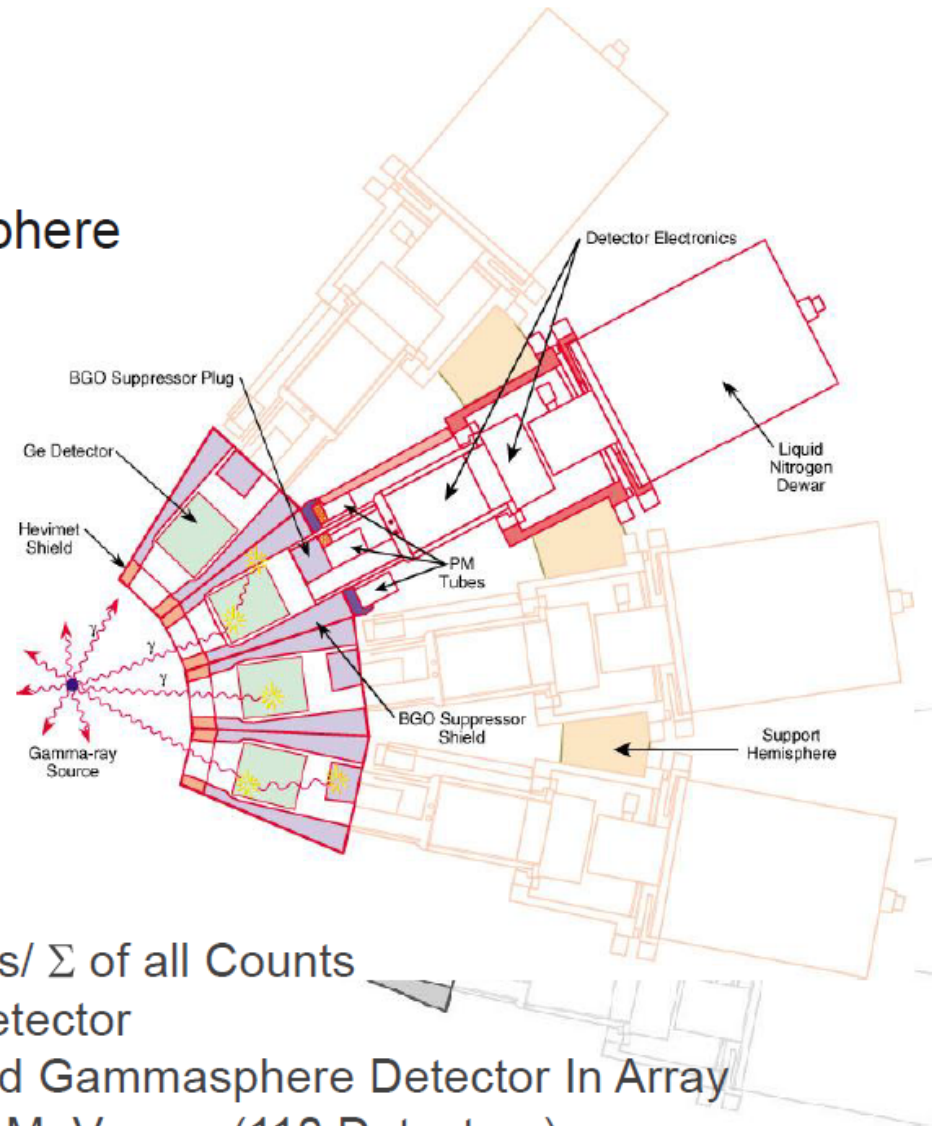 phere
Detector Electronics
BGO Suppressor Plug
Ge Detector
Liquid
Nitrogen
Dewar
Hevimet
Shield
PM
Tubes
γ
γ
γ
BGO Suppressor
Shield
Support
Hemisphere
Gamma-ray
Source
s/ Σ of all Counts
etector
d Gammasphere Detector In Array